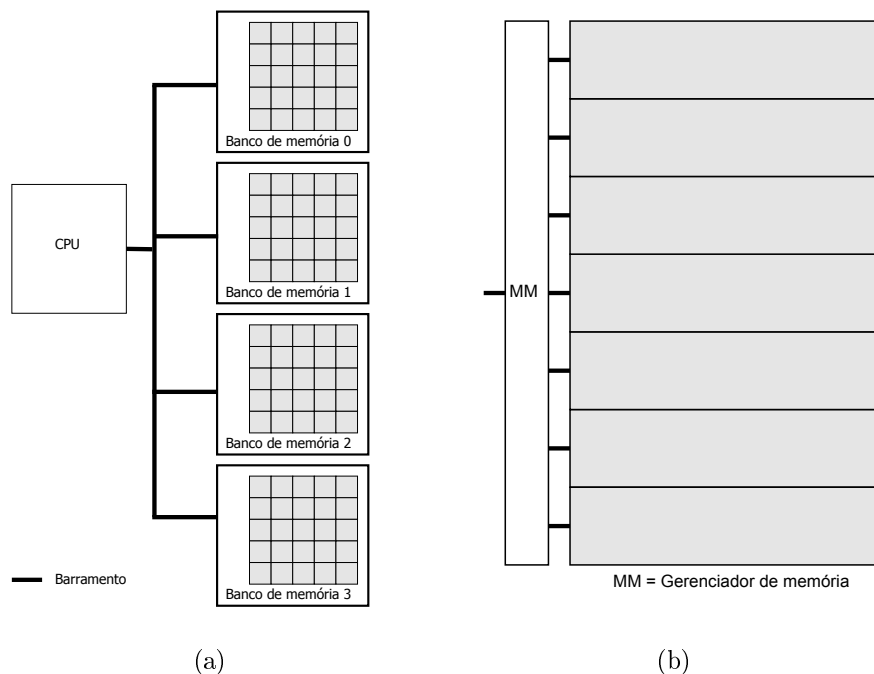 Banco de memória 0
CPU
Banco de memória 1
Banco de memória 2
Barramento
Banco de memória 3
MM
MM = Gerenciador de memória
(a)
(b)